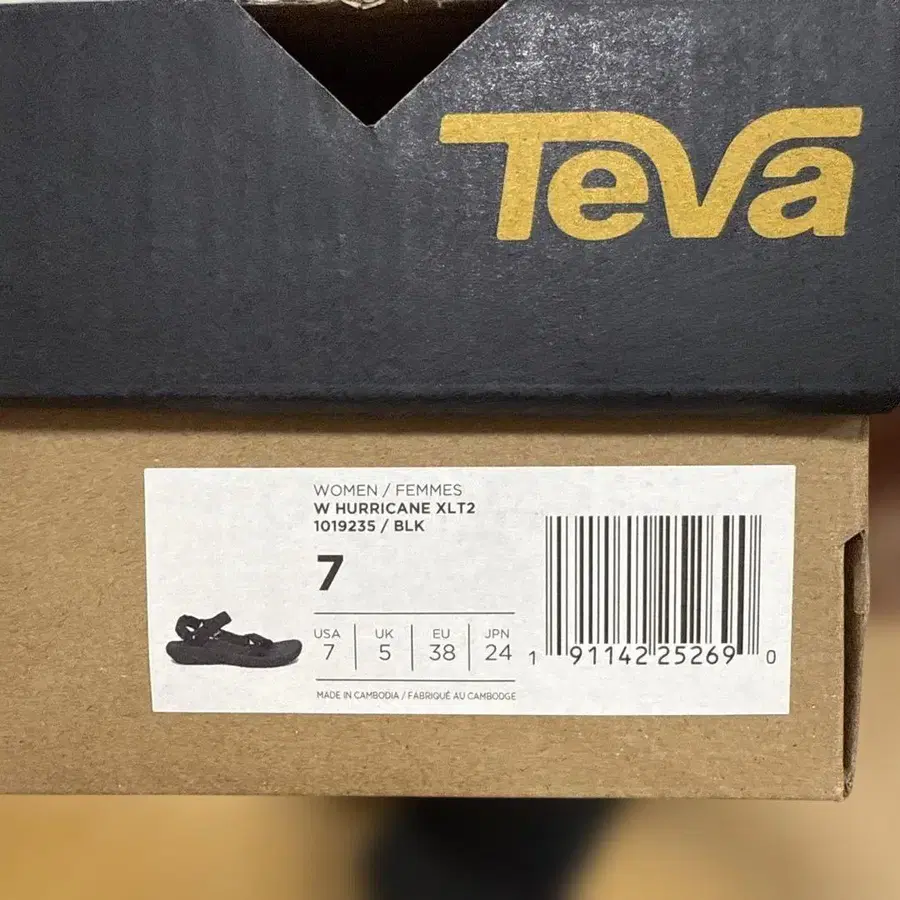 Teva
WOMEN / FEMMES
W HURRICANE XLT2
1019235 / BLK
7
USA UK EU JPN
7 5 38 24
1 91142 25269 0
MADE IN CAMBODIA / FABRIQUÉ AU CAMBODGE